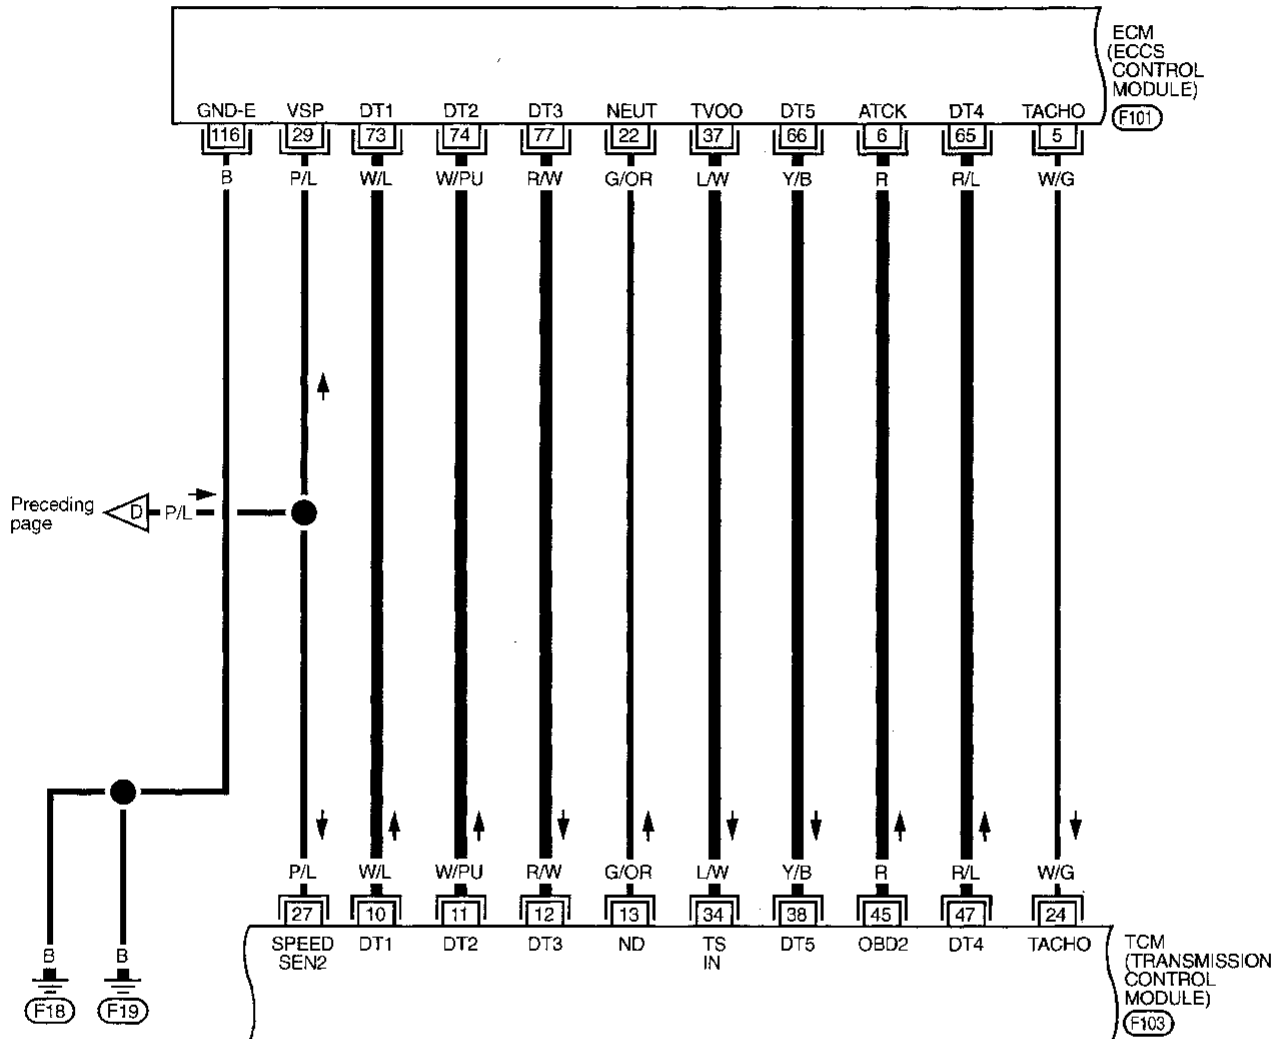 ECM
(ECCS
CONTROL
MODULE)
F101
GND-E VSP DT1 DT2 DT3 NEUT TVOO DT5 ATCK DT4 TACHO
116 29 73 74 77 22 37 66 6 65 5
B P/L W/L W/PU R/W G/OR L/W Y/B R R/L W/G
Preceding
page
D P/L
P/L W/L W/PU R/W G/OR L/W Y/B R R/L W/G
27 10 11 12 13 34 38 45 47 24
SPEED
SEN2
DT1 DT2 DT3 ND
TS
IN
DT5 OBD2 DT4 TACHO
TCM
(TRANSMISSION
CONTROL
MODULE)
F103
B B
F18 F19